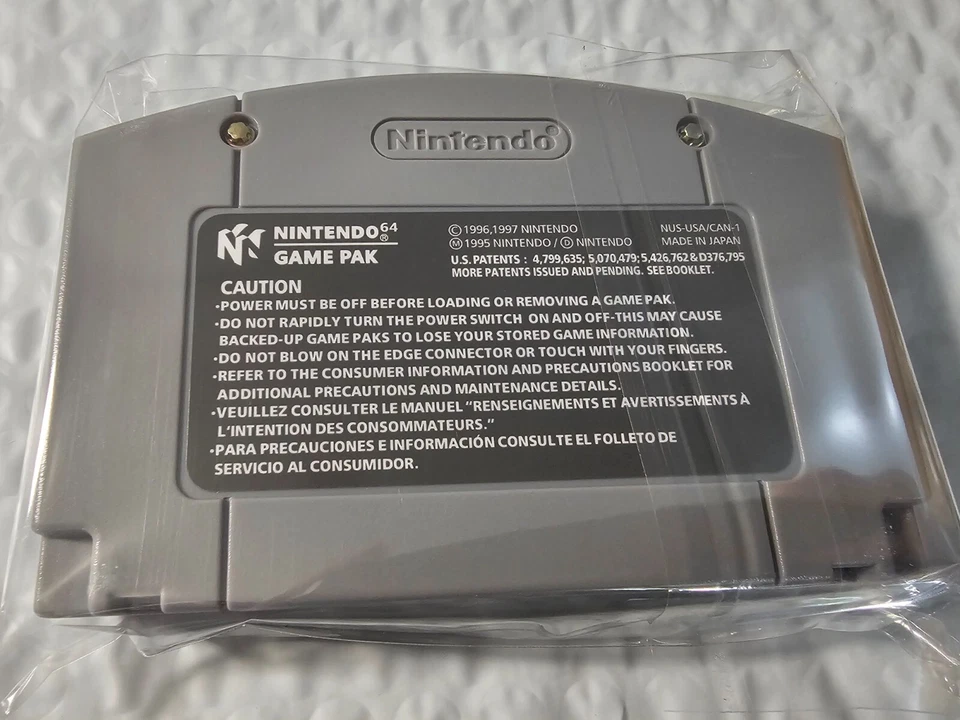 Nintendo®
NINTENDO 64®
GAME PAK
©1996,1997 NINTENDO NUS-USA/CAN-1
Ⓜ1995 NINTENDO / Ⓓ NINTENDO MADE IN JAPAN
U.S. PATENTS : 4,799,635; 5,070,479; 5,426,762 & D376,795
MORE PATENTS ISSUED AND PENDING. SEE BOOKLET.
CAUTION
•POWER MUST BE OFF BEFORE LOADING OR REMOVING A GAME PAK.
•DO NOT RAPIDLY TURN THE POWER SWITCH ON AND OFF-THIS MAY CAUSE
BACKED-UP GAME PAKS TO LOSE YOUR STORED GAME INFORMATION.
•DO NOT BLOW ON THE EDGE CONNECTOR OR TOUCH WITH YOUR FINGERS.
•REFER TO THE CONSUMER INFORMATION AND PRECAUTIONS BOOKLET FOR
ADDITIONAL PRECAUTIONS AND MAINTENANCE DETAILS.
•VEUILLEZ CONSULTER LE MANUEL "RENSEIGNEMENTS ET AVERTISSEMENTS À
L'INTENTION DES CONSOMMATEURS."
•PARA PRECAUCIONES E INFORMACIÓN CONSULTE EL FOLLETO DE
SERVICIO AL CONSUMIDOR.